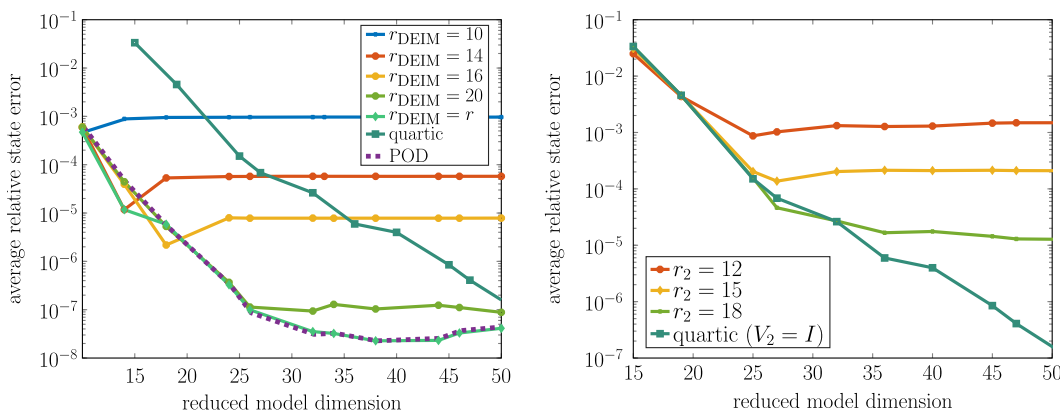 average relative state error
10^{-1}
10^{-2}
10^{-3}
10^{-4}
10^{-5}
10^{-6}
10^{-7}
10^{-8}
15 20 25 30 35 40 45 50
reduced model dimension
r_DEIM = 10
r_DEIM = 14
r_DEIM = 16
r_DEIM = 20
r_DEIM = r
quartic
POD
average relative state error
10^{-1}
10^{-2}
10^{-3}
10^{-4}
10^{-5}
10^{-6}
10^{-7}
15 20 25 30 35 40 45 50
reduced model dimension
r_2 = 12
r_2 = 15
r_2 = 18
quartic (V_2 = I)